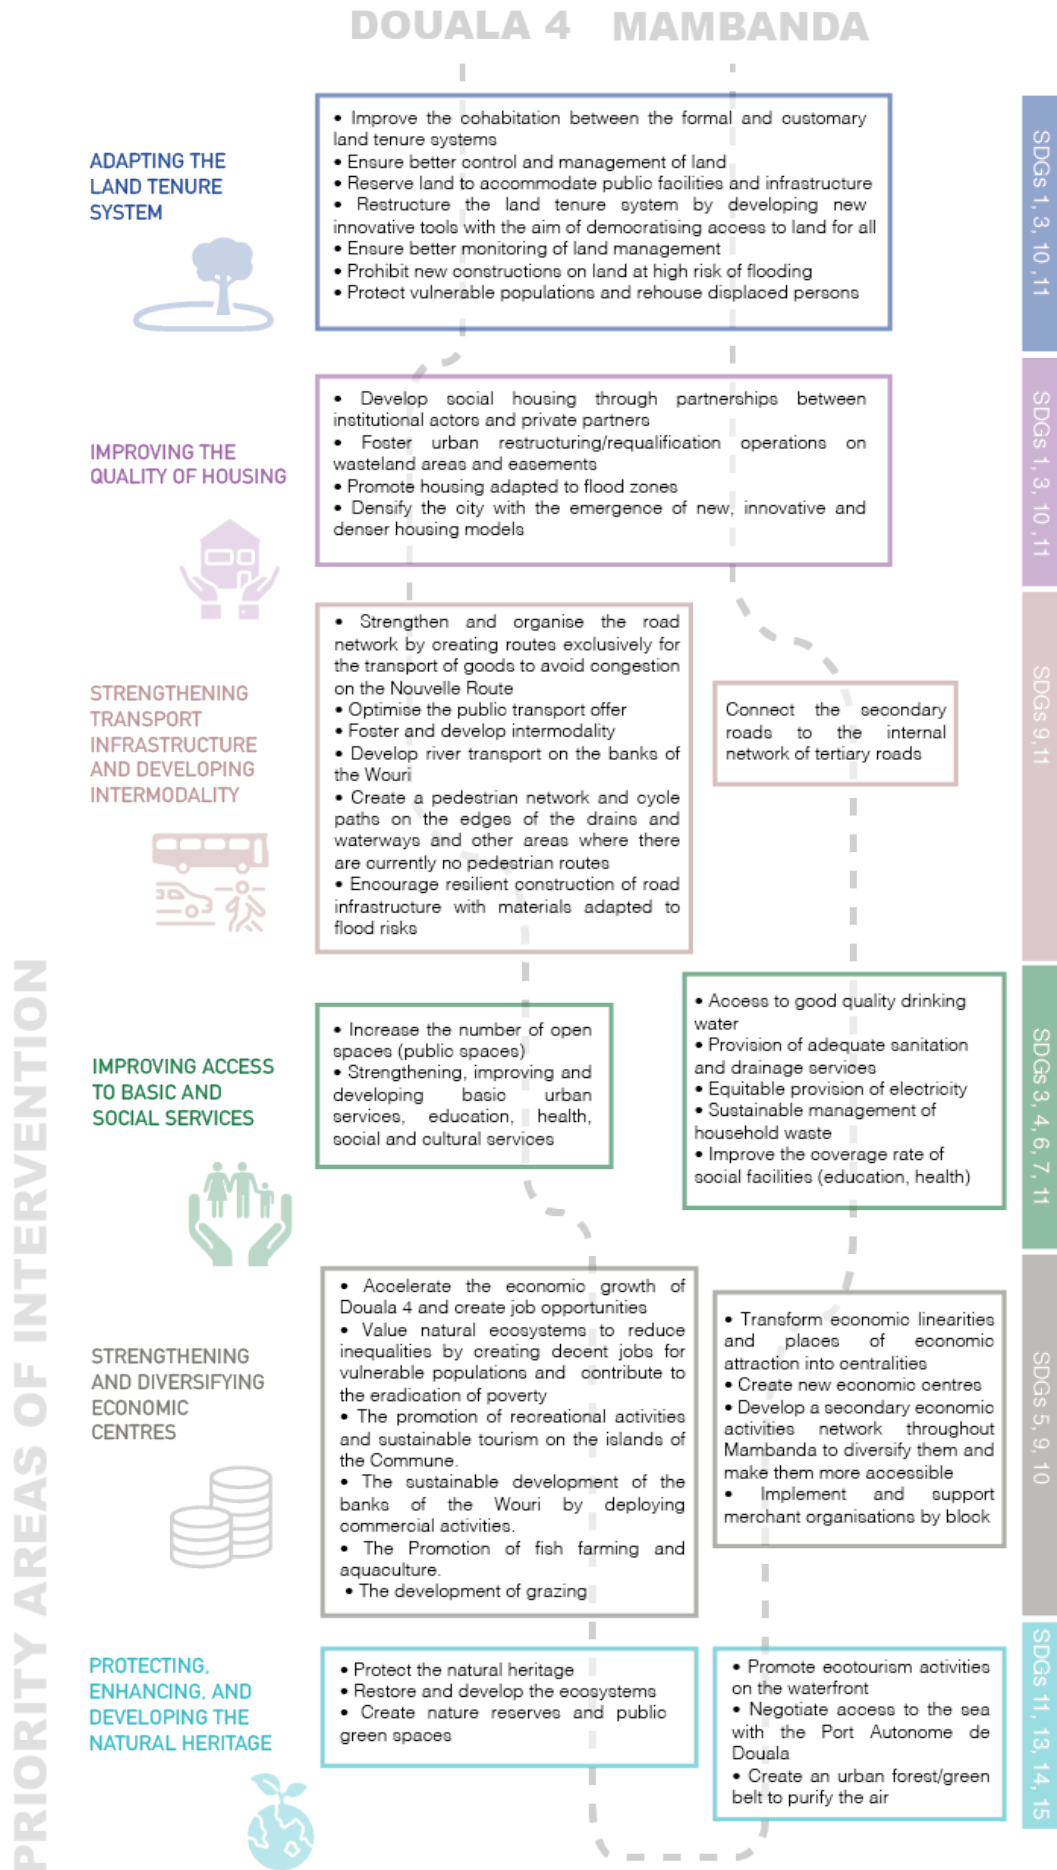 DOUALA 4 MAMBANDA
ADAPTING THE
LAND TENURE
SYSTEM
• Improve the cohabitation between the formal and customary
land tenure systems
• Ensure better control and management of land
• Reserve land to accommodate public facilities and infrastructure
• Restructure the land tenure system by developing new
innovative tools with the aim of democratising access to land for all
• Ensure better monitoring of land management
• Prohibit new constructions on land at high risk of flooding
• Protect vulnerable populations and rehouse displaced persons
SDGs 1, 3, 10 ,11
IMPROVING THE
QUALITY OF HOUSING
• Develop social housing through partnerships between
institutional actors and private partners
• Foster urban restructuring/requalification operations on
wasteland areas and easements
• Promote housing adapted to flood zones
• Densify the city with the emergence of new, innovative and
denser housing models
SDGs 1, 3, 10 ,11
STRENGTHENING
TRANSPORT
INFRASTRUCTURE
AND DEVELOPING
INTERMODALITY
• Strengthen and organise the road
network by creating routes exclusively for
the transport of goods to avoid congestion
on the Nouvelle Route
• Optimise the public transport offer
• Foster and develop intermodality
• Develop river transport on the banks of
the Wouri
• Create a pedestrian network and cycle
paths on the edges of the drains and
waterways and other areas where there
are currently no pedestrian routes
• Encourage resilient construction of road
infrastructure with materials adapted to
flood risks
Connect the secondary
roads to the internal
network of tertiary roads
SDGs 9,11
IMPROVING ACCESS
TO BASIC AND
SOCIAL SERVICES
• Increase the number of open
spaces (public spaces)
• Strengthening, improving and
developing basic urban
services, education, health,
social and cultural services
• Access to good quality drinking
water
• Provision of adequate sanitation
and drainage services
• Equitable provision of electricity
• Sustainable management of
household waste
• Improve the coverage rate of
social facilities (education, health)
SDGs 3, 4, 6, 7, 11
STRENGTHENING
AND DIVERSIFYING
ECONOMIC
CENTRES
• Accelerate the economic growth of
Douala 4 and create job opportunities
• Value natural ecosystems to reduce
inequalities by creating decent jobs for
vulnerable populations and contribute to
the eradication of poverty
• The promotion of recreational activities
and sustainable tourism on the islands of
the Commune.
• The sustainable development of the
banks of the Wouri by deploying
commercial activities.
• The Promotion of fish farming and
aquaculture.
• The development of grazing
• Transform economic linearities
and places of economic
attraction into centralities
• Create new economic centres
• Develop a secondary economic
activities network throughout
Mambanda to diversify them and
make them more accessible
• Implement and support
merchant organisations by block
SDGs 5, 9, 10
PROTECTING,
ENHANCING, AND
DEVELOPING THE
NATURAL HERITAGE
• Protect the natural heritage
• Restore and develop the ecosystems
• Create nature reserves and public
green spaces
• Promote ecotourism activities
on the waterfront
• Negotiate access to the sea
with the Port Autonome de
Douala
• Create an urban forest/green
belt to purify the air
SDGs 11, 13, 14, 15
PRIORITY AREAS OF INTERVENTION